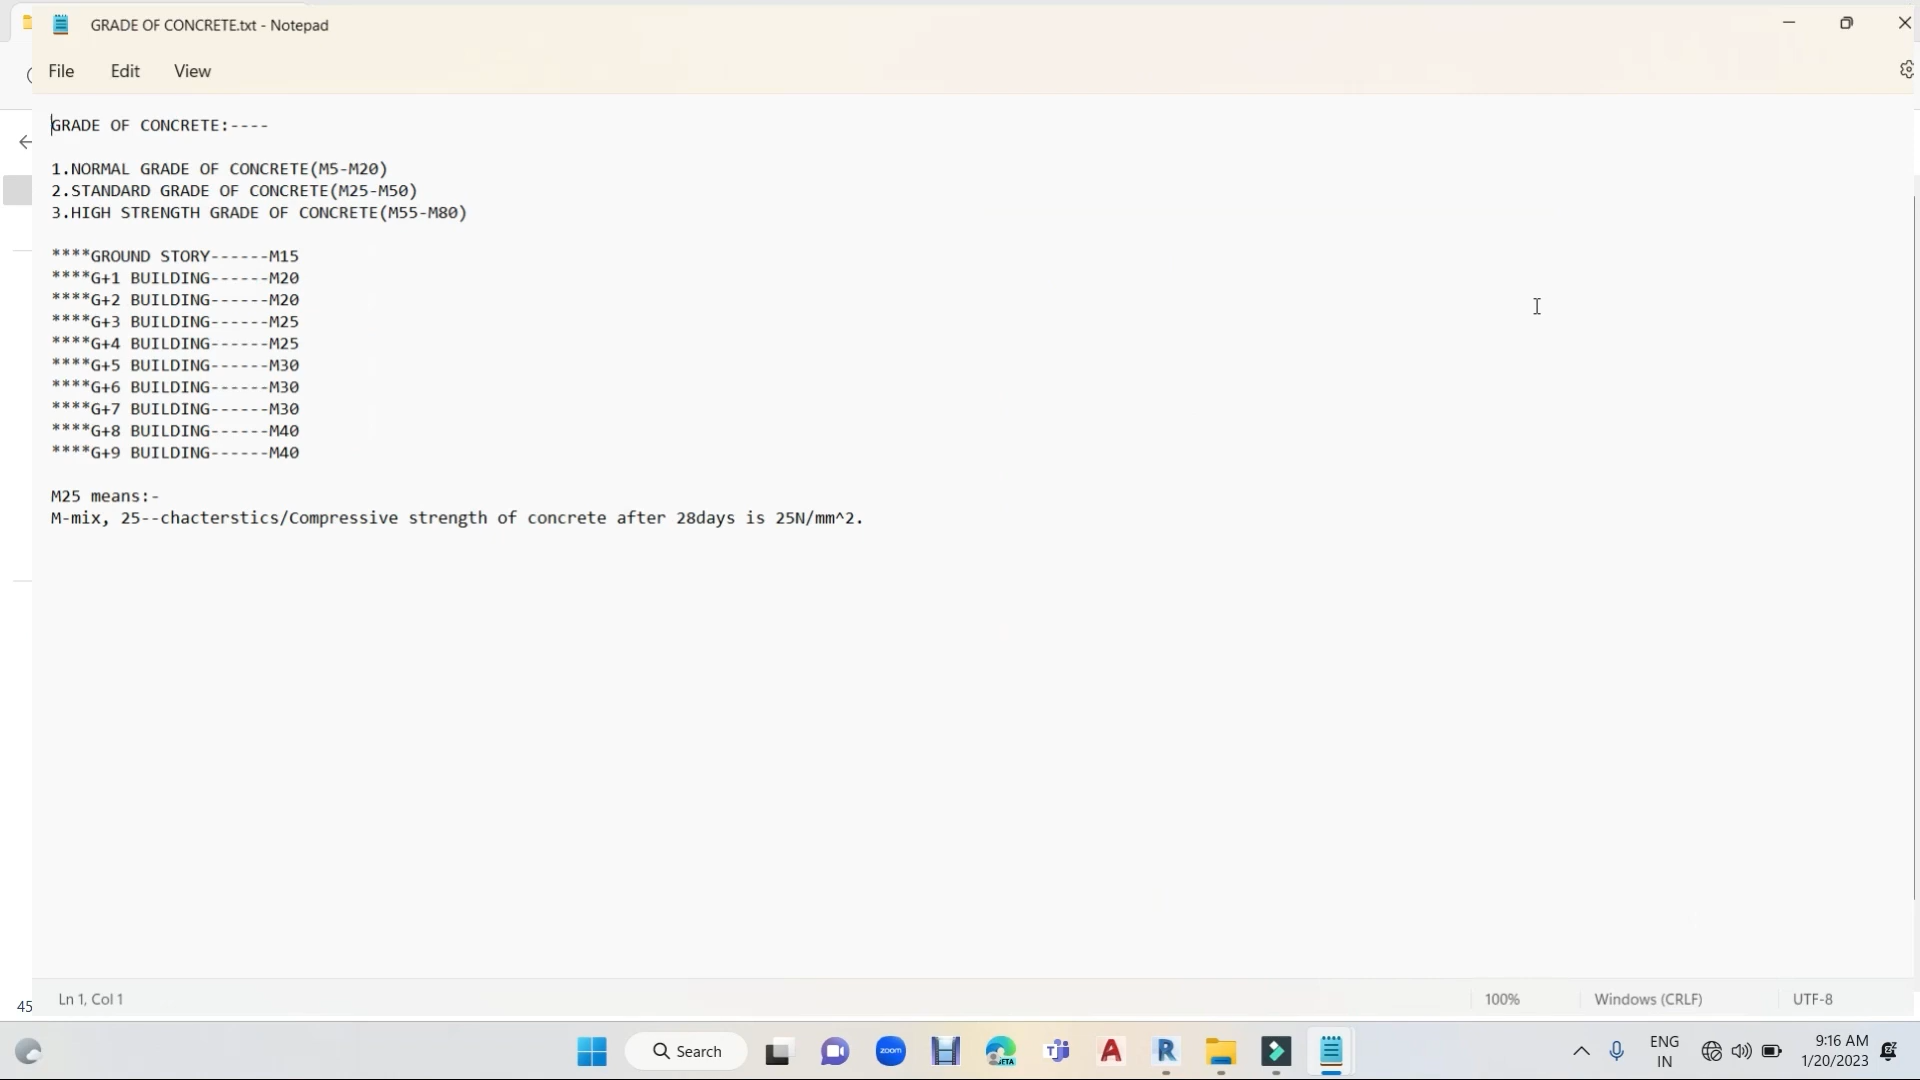 GRADE OF CONCRETE.txt - Notepad
File Edit View
GRADE OF CONCRETE:----
1.NORMAL GRADE OF CONCRETE(M5-M20)
2.STANDARD GRADE OF CONCRETE(M25-M50)
3.HIGH STRENGTH GRADE OF CONCRETE(M55-M80)
****GROUND STORY------M15
****G+1 BUILDING------M20
****G+2 BUILDING------M20
****G+3 BUILDING------M25
****G+4 BUILDING------M25
****G+5 BUILDING------M30
****G+6 BUILDING------M30
****G+7 BUILDING------M30
****G+8 BUILDING------M40
****G+9 BUILDING------M40
M25 means:-
M-mix, 25--chacterstics/Compressive strength of concrete after 28days is 25N/mm^2.
45
Ln 1, Col 1 100% Windows (CRLF) UTF-8
Search zoom BETA ENG IN 9:16 AM 1/20/2023